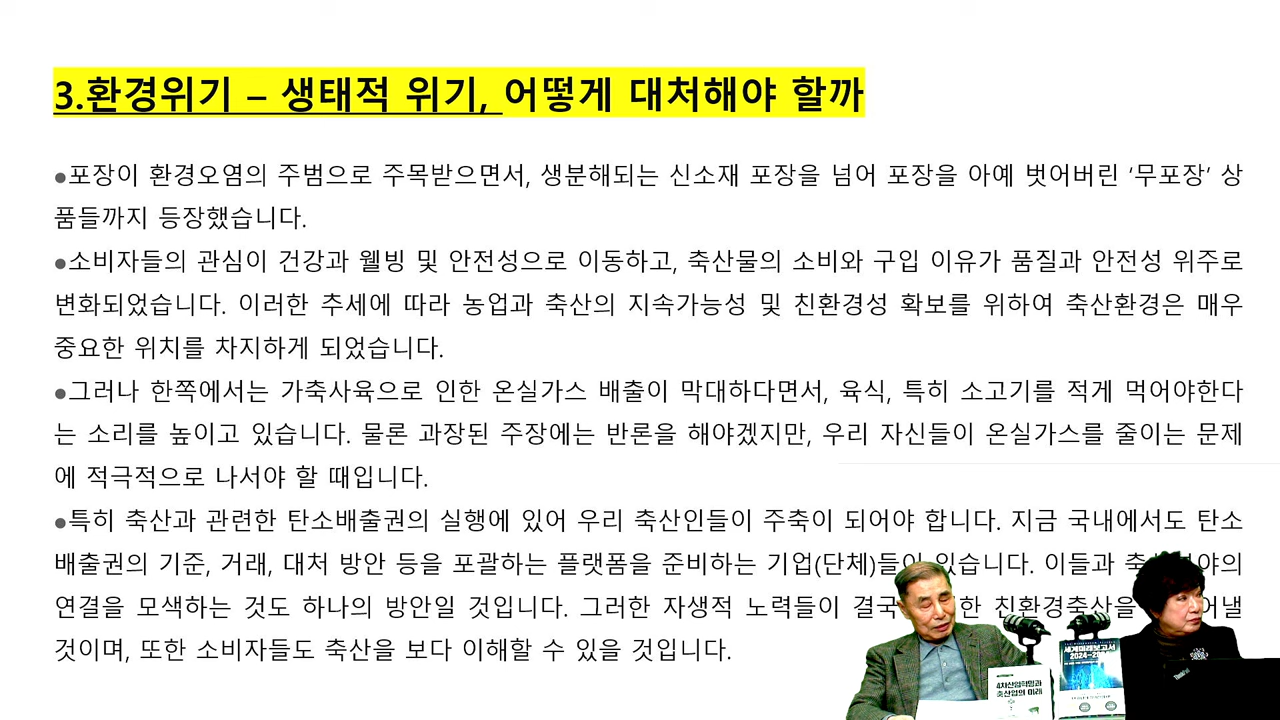 3.환경위기 – 생태적 위기, 어떻게 대처해야 할까
●포장이 환경오염의 주범으로 주목받으면서, 생분해되는 신소재 포장을 넘어 포장을 아예 벗어버린 ‘무포장’ 상
품들까지 등장했습니다.
●소비자들의 관심이 건강과 웰빙 및 안전성으로 이동하고, 축산물의 소비와 구입 이유가 품질과 안전성 위주로
변화되었습니다. 이러한 추세에 따라 농업과 축산의 지속가능성 및 친환경성 확보를 위하여 축산환경은 매우
중요한 위치를 차지하게 되었습니다.
●그러나 한쪽에서는 가축사육으로 인한 온실가스 배출이 막대하다면서, 육식, 특히 소고기를 적게 먹어야한다
는 소리를 높이고 있습니다. 물론 과장된 주장에는 반론을 해야겠지만, 우리 자신들이 온실가스를 줄이는 문제
에 적극적으로 나서야 할 때입니다.
●특히 축산과 관련한 탄소배출권의 실행에 있어 우리 축산인들이 주축이 되어야 합니다. 지금 국내에서도 탄소
배출권의 기준, 거래, 대처 방안 등을 포괄하는 플랫폼을 준비하는 기업(단체)들이 있습니다. 이들과
연결을 모색하는 것도 하나의 방안일 것입니다. 그러한 자생적 노력들이 결국 친환경축산을
것이며, 또한 소비자들도 축산을 보다 이해할 수 있을 것입니다.
4차산업혁명과
축산업의 미래
세계미래보고서
ThinkPad